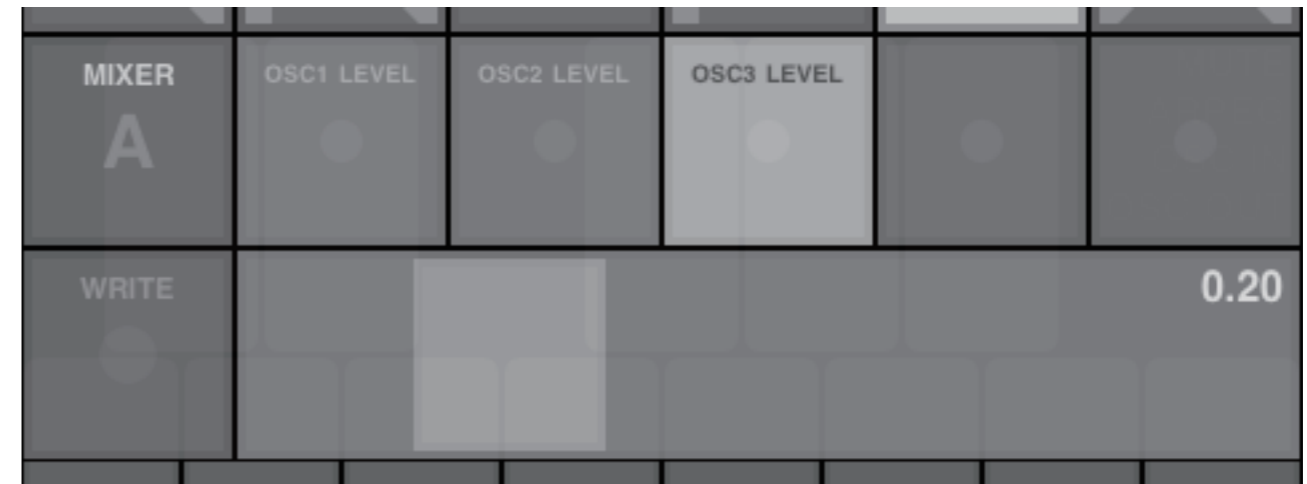 MIXER
A
OSC1 LEVEL
OSC2 LEVEL
OSC3 LEVEL
WRITE
0.20